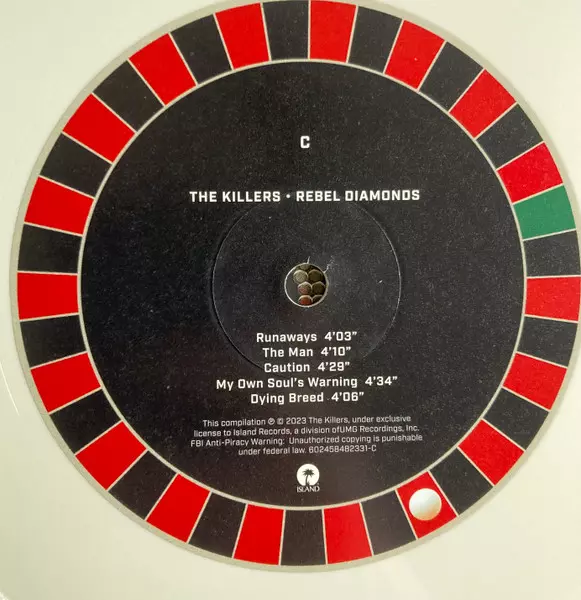 C
THE KILLERS • REBEL DIAMONDS
Runaways 4'03"
The Man 4'10"
Caution 4'29"
My Own Soul's Warning 4'34"
Dying Breed 4'06"
This compilation ℗ © 2023 The Killers, under exclusive
license to Island Records, a division ofUMG Recordings, Inc.
FBI Anti-Piracy Warning: Unauthorized copying is punishable
under federal law. 602458482331-C
ISLAND